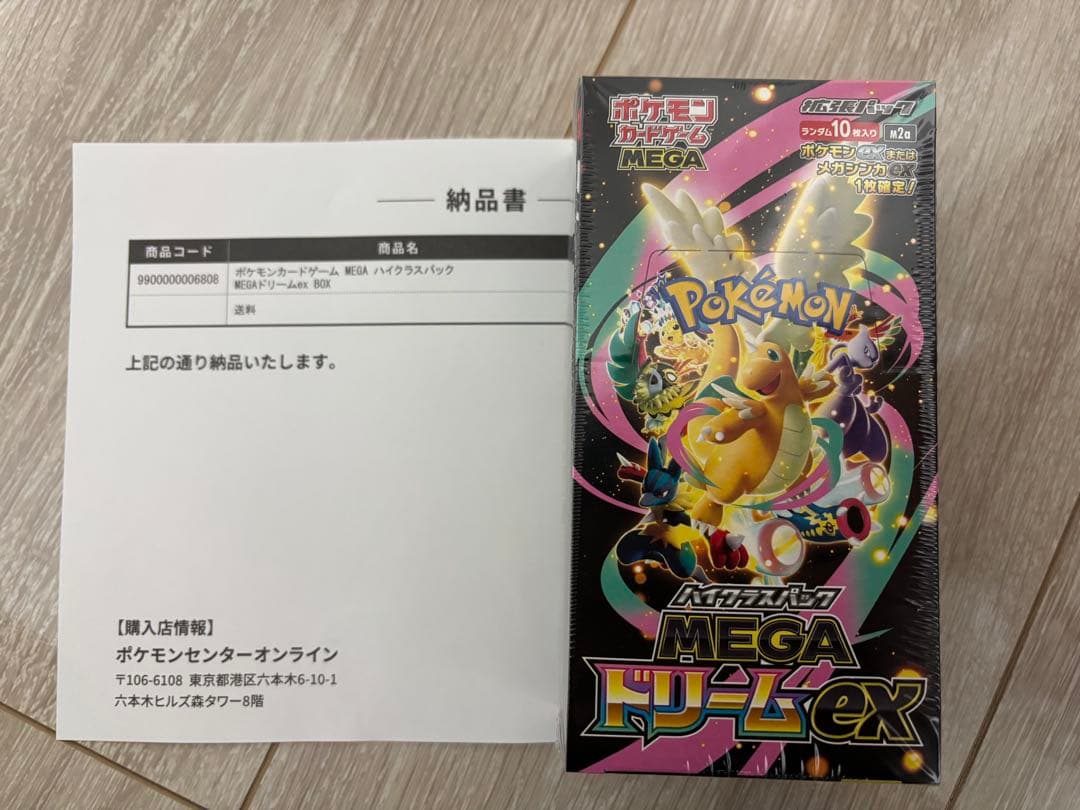 納品書
商品コード
商品名
9900000006808
ポケモンカードゲーム MEGA ハイクラスパック
MEGAドリームex BOX
送料
上記の通り納品いたします。
【購入店情報】
ポケモンセンターオンライン
〒106-6108 東京都港区六本木6-10-1
六本木ヒルズ森タワー8階
ポケモン
カードゲーム
MEGA
拡張パック
ランダム10枚入り
M2a
ポケモンexまたは
メガシンカex
1枚確定!
POKéMON
ハイクラスパック
MEGA
ドリームex